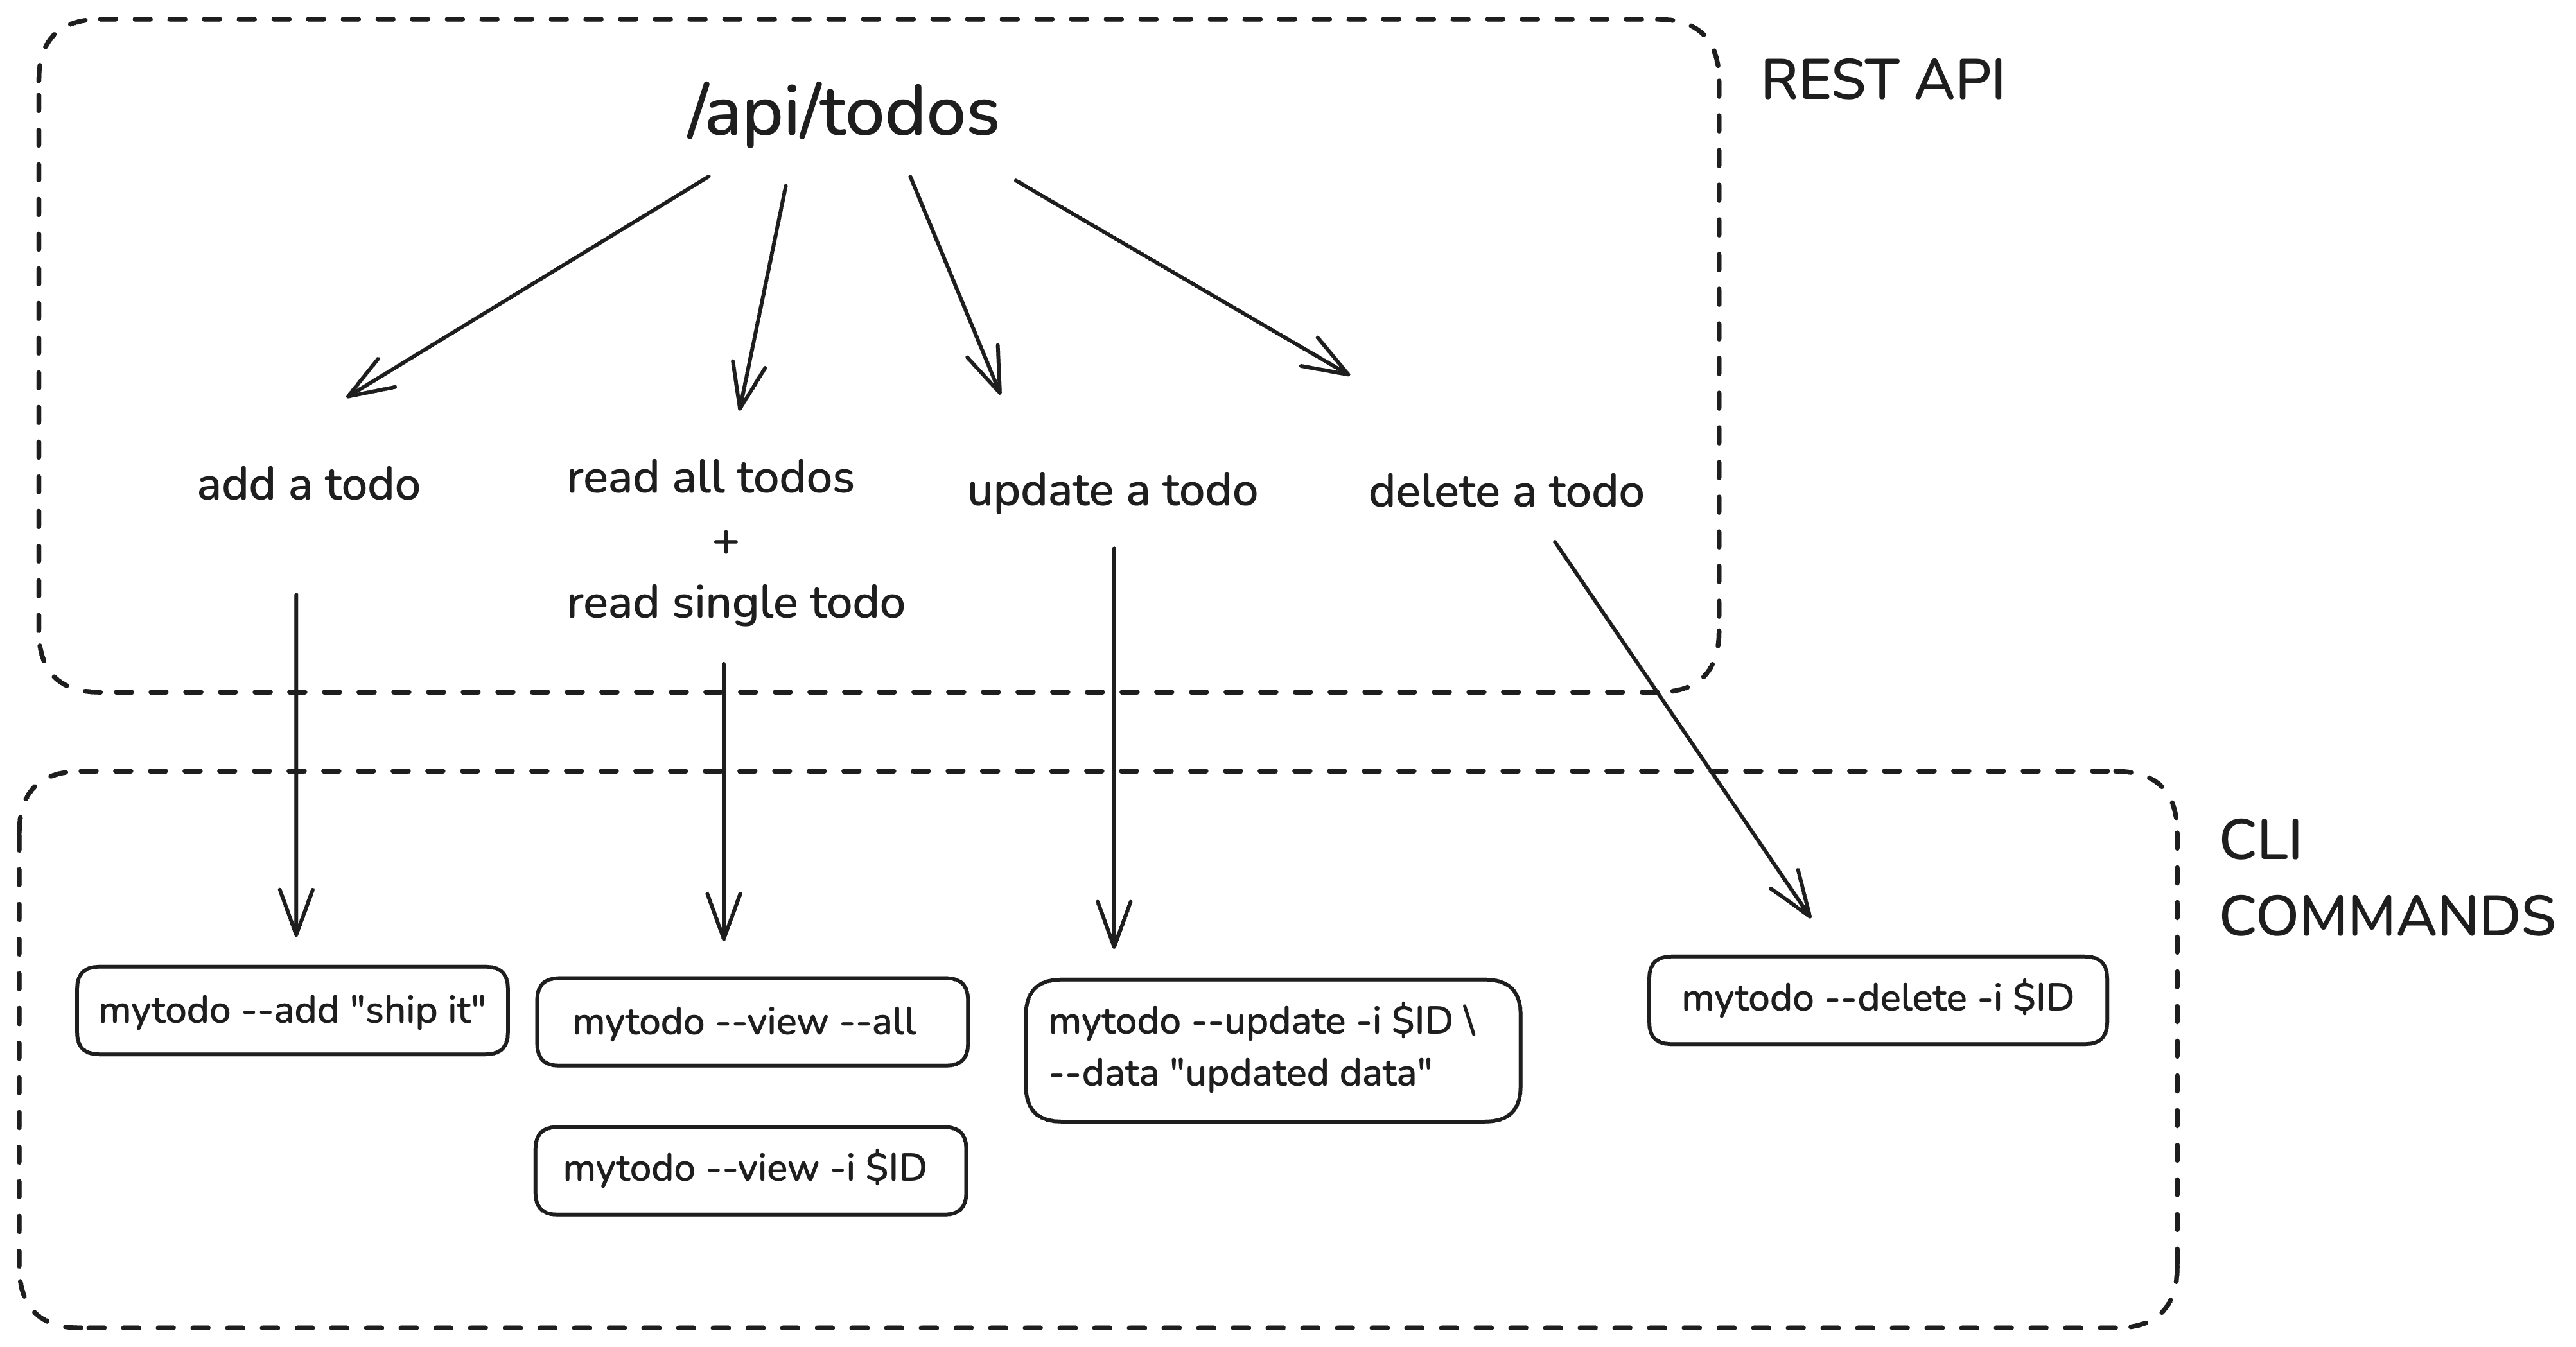 /api/todos
REST API
add a todo
read all todos
+
read single todo
update a todo
delete a todo
CLI
COMMANDS
mytodo --add "ship it"
mytodo --view --all
mytodo --view -i $ID
mytodo --update -i $ID \
--data "updated data"
mytodo --delete -i $ID